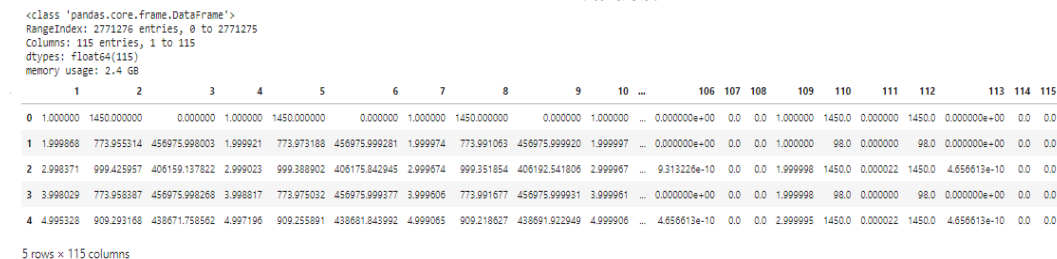 <class 'pandas.core.frame.DataFrame'>
RangeIndex: 2771276 entries, 0 to 2771275
Columns: 115 entries, 1 to 115
dtypes: float64(115)
memory usage: 2.4 GB
1 2 3 4 5 6 7 8 9 10 ... 106 107 108 109 110 111 112 113 114 115
0 1.000000 1450.000000 0.000000 1.000000 1450.000000 0.000000 1.000000 1450.000000 0.000000 1.000000 ... 0.000000e+00 0.0 0.0 1.000000 1450.0 0.000000 1450.0 0.000000e+00 0.0 0.0
1 1.999868 773.955314 456975.998003 1.999921 773.973188 456975.999281 1.999974 773.991063 456975.999920 1.999997 ... 0.000000e+00 0.0 0.0 1.000000 98.0 0.000000 98.0 0.000000e+00 0.0 0.0
2 2.998371 999.425957 406159.137822 2.999023 999.388902 406175.842945 2.999674 999.351854 406192.541806 2.999967 ... 9.313226e-10 0.0 0.0 1.999998 1450.0 0.000022 1450.0 4.656613e-10 0.0 0.0
3 3.998029 773.958387 456975.998268 3.998817 773.975032 456975.999377 3.999606 773.991677 456975.999931 3.999961 ... 0.000000e+00 0.0 0.0 1.999998 98.0 0.000000 98.0 0.000000e+00 0.0 0.0
4 4.995328 909.293168 438671.758562 4.997196 909.255891 438681.843992 4.999065 909.218627 438691.922949 4.999906 ... 4.656613e-10 0.0 0.0 2.999995 1450.0 0.000022 1450.0 4.656613e-10 0.0 0.0
5 rows × 115 columns